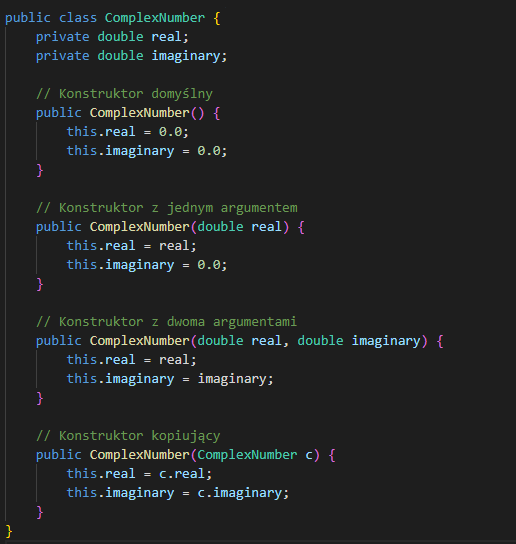 public class ComplexNumber {
    private double real;
    private double imaginary;

    // Konstruktor domyślny
    public ComplexNumber() {
        this.real = 0.0;
        this.imaginary = 0.0;
    }

    // Konstruktor z jednym argumentem
    public ComplexNumber(double real) {
        this.real = real;
        this.imaginary = 0.0;
    }

    // Konstruktor z dwoma argumentami
    public ComplexNumber(double real, double imaginary) {
        this.real = real;
        this.imaginary = imaginary;
    }

    // Konstruktor kopiujący
    public ComplexNumber(ComplexNumber c) {
        this.real = c.real;
        this.imaginary = c.imaginary;
    }
}